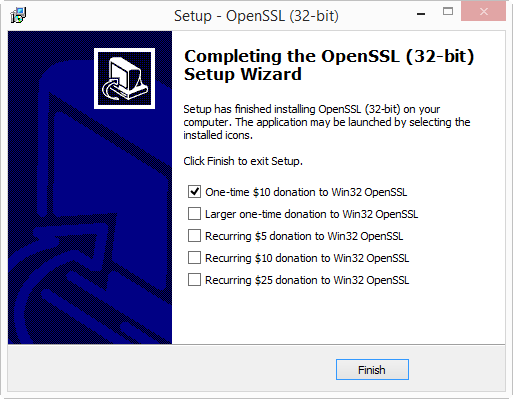 Setup - OpenSSL (32-bit)
Completing the OpenSSL (32-bit)
Setup Wizard
Setup has finished installing OpenSSL (32-bit) on your
computer. The application may be launched by selecting the
installed icons.
Click Finish to exit Setup.
One-time $10 donation to Win32 OpenSSL
Larger one-time donation to Win32 OpenSSL
Recurring $5 donation to Win32 OpenSSL
Recurring $10 donation to Win32 OpenSSL
Recurring $25 donation to Win32 OpenSSL
Finish